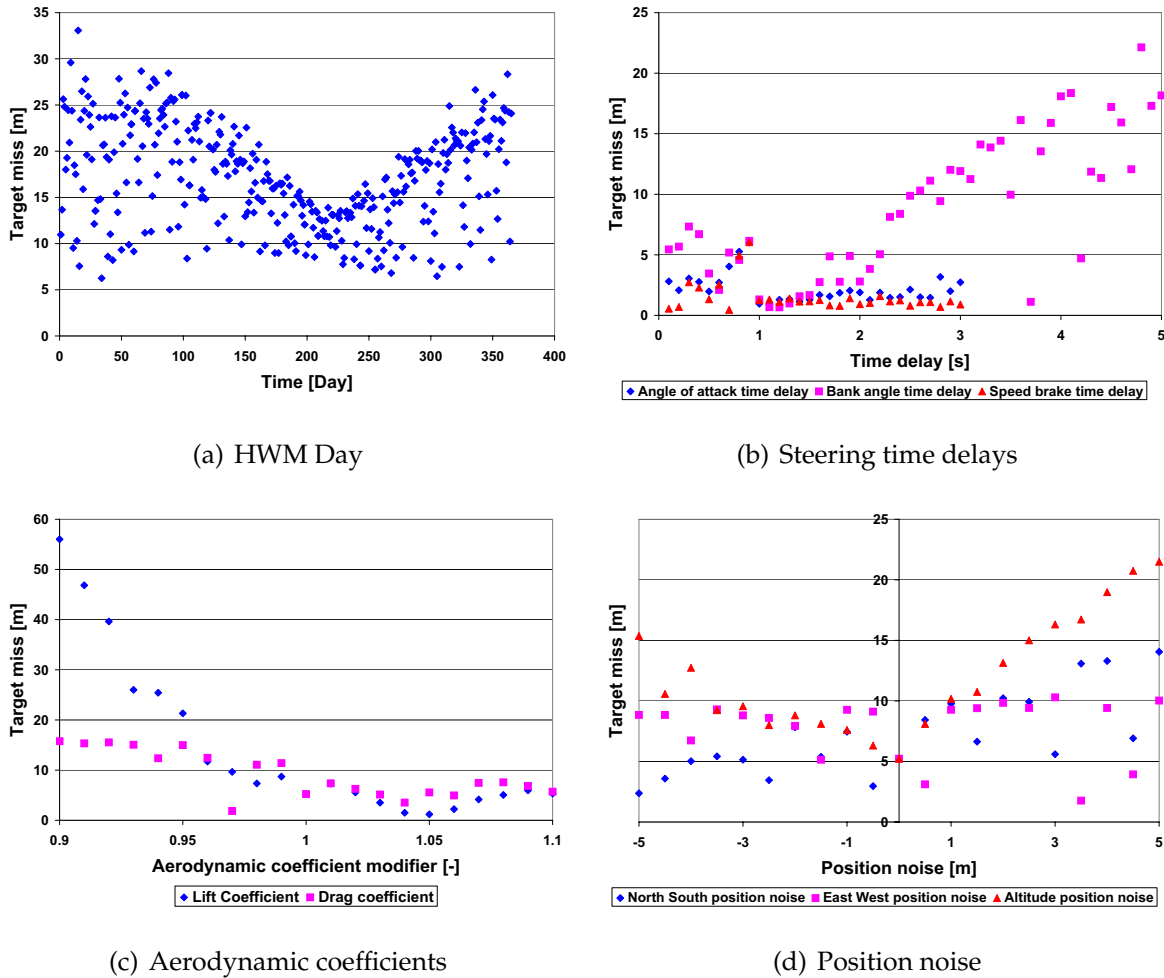 35
30
25
20
15
10
5
0
Target miss [m]
0 50 100 150 200 250 300 350 400
Time [Day]
(a) HWM Day
25
20
15
10
5
0
Target miss [m]
0 1 2 3 4 5
Time delay [s]
Angle of attack time delay Bank angle time delay Speed brake time delay
(b) Steering time delays
60
50
40
30
20
10
0
Target miss [m]
0.9 0.95 1 1.05 1.1
Aerodynamic coefficient modifier [-]
Lift Coefficient Drag coefficient
(c) Aerodynamic coefficients
25
20
15
10
5
0
Target miss [m]
-5 -3 -1 1 3 5
Position noise [m]
North South position noise East West position noise Altitude position noise
(d) Position noise